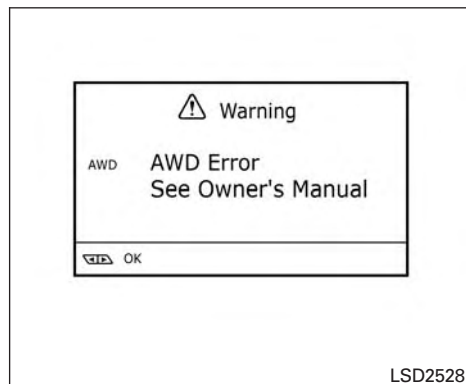 Warning
AWD
AWD Error
See Owner's Manual
OK
LSD2528